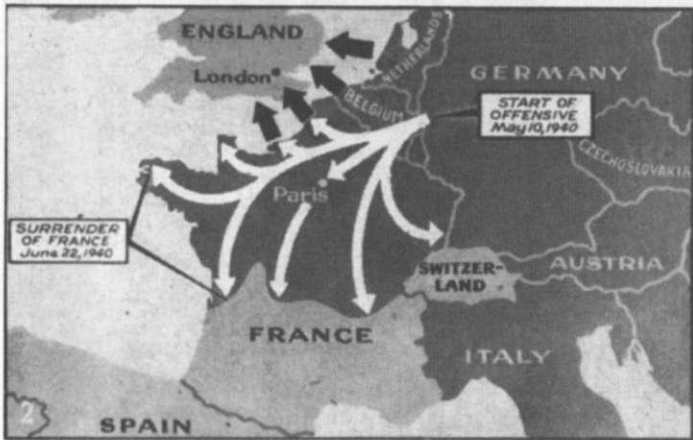 ENGLAND
London
NETHERLANDS
BELGIUM
GERMANY
START OF
OFFENSIVE
May 10, 1940
CZECHOSLOVAKIA
Paris
SURRENDER
OF FRANCE
June 22, 1940
SWITZER-
LAND
AUSTRIA
FRANCE
ITALY
2
SPAIN